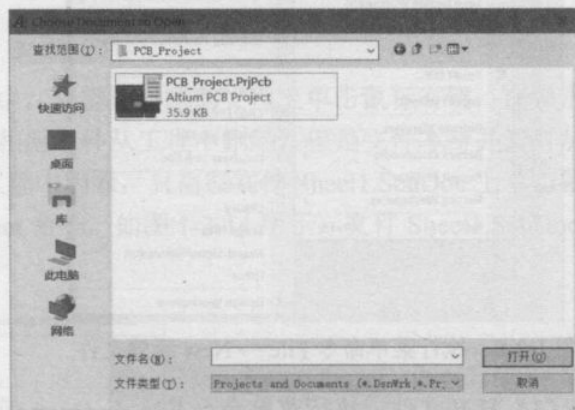 Choose Document to Open
查找范围(I):
PCB_Project
PCB_Project.PrjPcb
Altium PCB Project
35.9 KB
快速访问
桌面
库
此电脑
网络
文件名(N):
打开(O)
文件类型(T):
Projects and Documents (*.DsnWrk,*.Pr;
取消